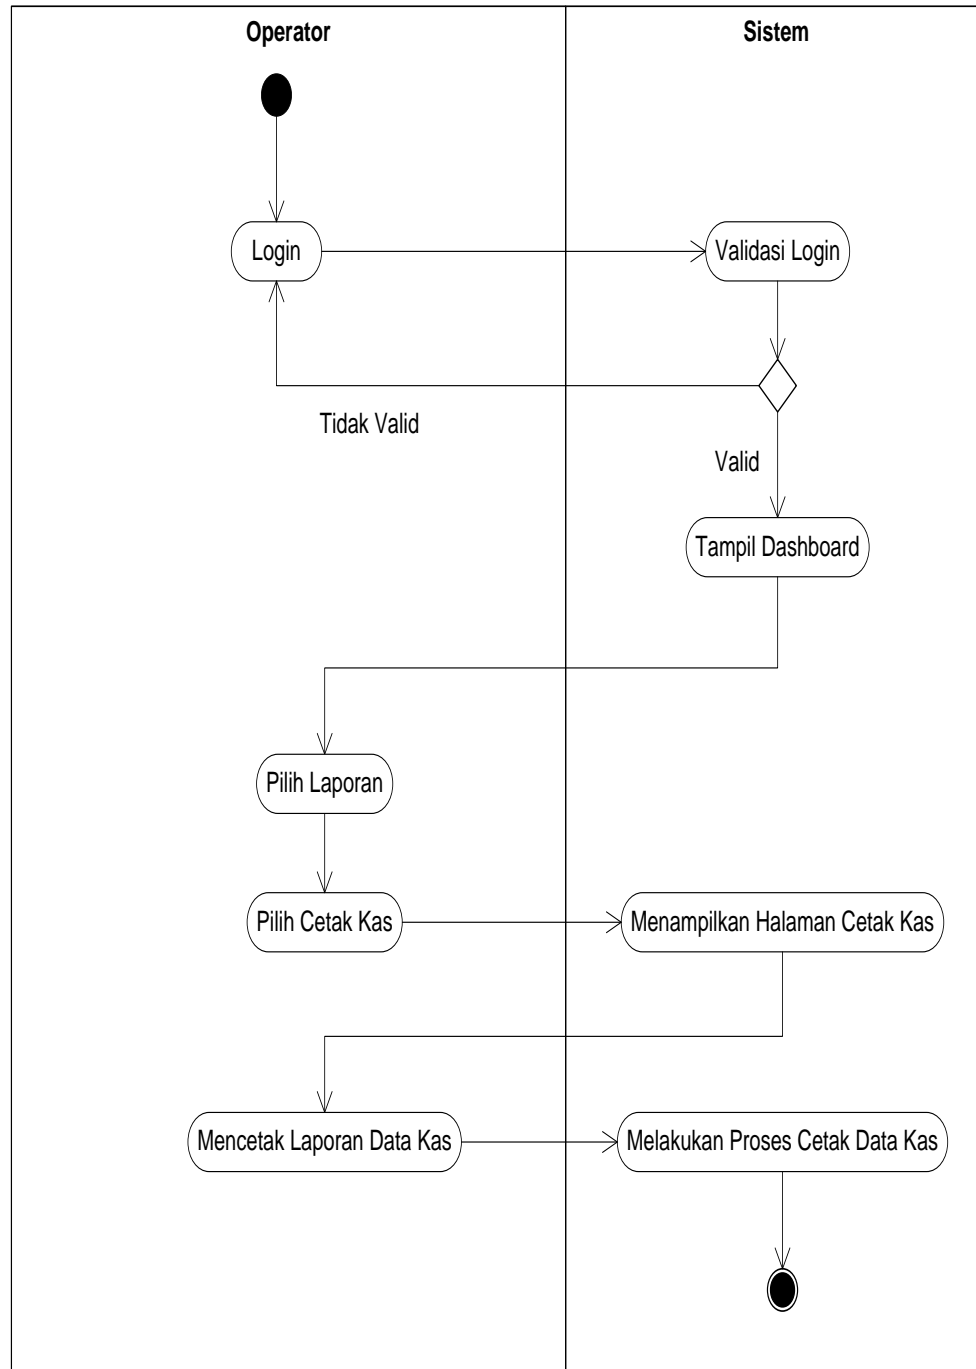 Operator
Sistem
Login
Validasi Login
Tidak Valid
Valid
Tampil Dashboard
Pilih Laporan
Pilih Cetak Kas
Menampilkan Halaman Cetak Kas
Mencetak Laporan Data Kas
Melakukan Proses Cetak Data Kas